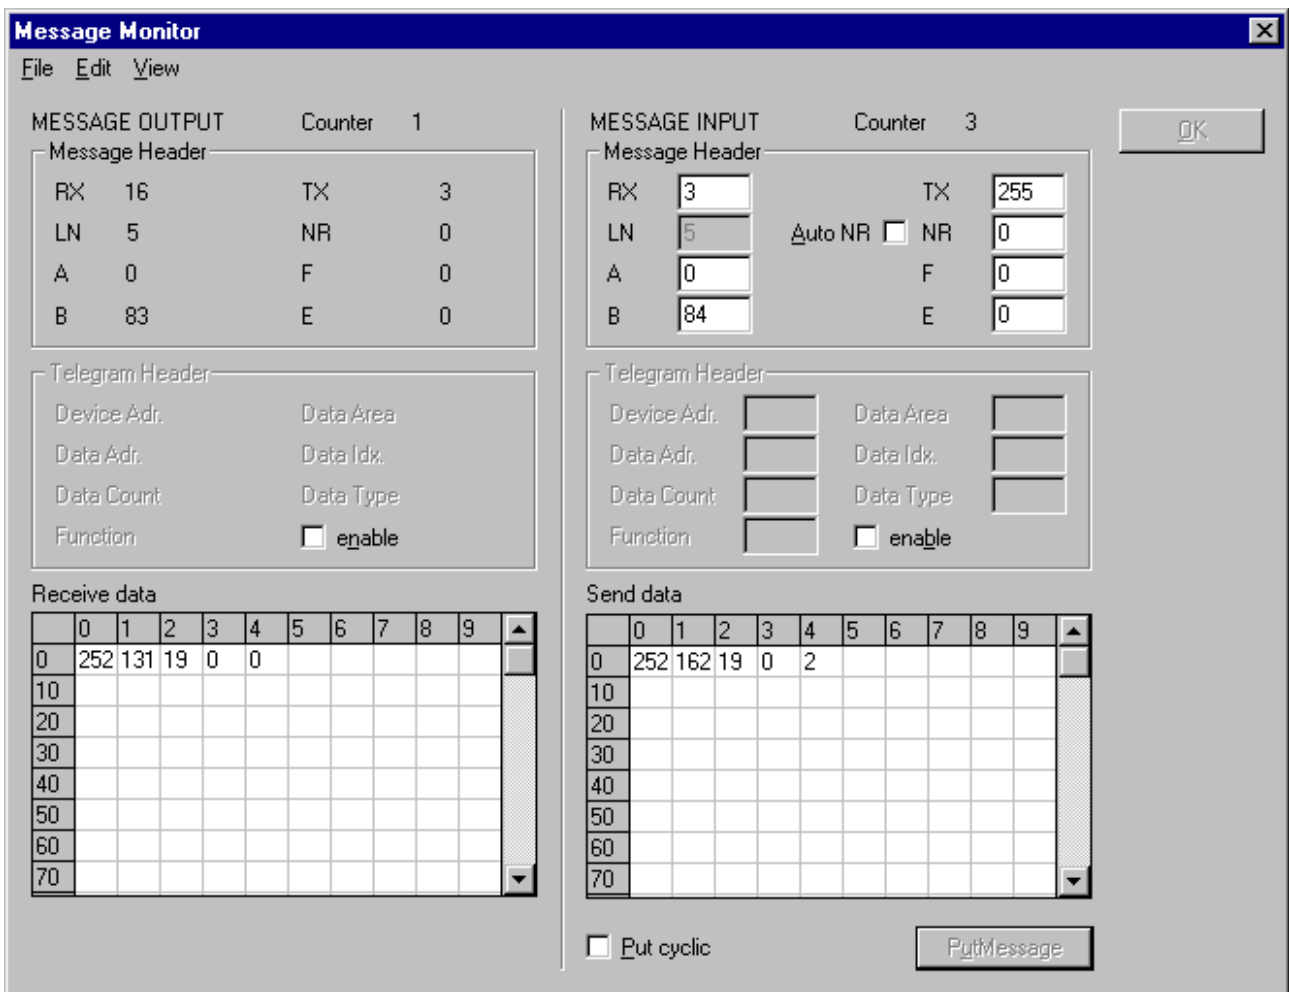 Message Monitor
File Edit View
MESSAGE OUTPUT Counter 1
Message Header
RX 16 TX 3
LN 5 NR 0
A 0 F 0
B 83 E 0
Telegram Header
Device Adr. Data Area
Data Adr. Data Idx.
Data Count Data Type
Function enable
Receive data
0 1 2 3 4 5 6 7 8 9
0 252 131 19 0 0
10
20
30
40
50
60
70
MESSAGE INPUT Counter 3
Message Header
RX 3 TX 255
LN 5 Auto NR NR 0
A 0 F 0
B 84 E 0
Telegram Header
Device Adr. Data Area
Data Adr. Data Idx.
Data Count Data Type
Function enable
Send data
0 1 2 3 4 5 6 7 8 9
0 252 162 19 0 2
10
20
30
40
50
60
70
Put cyclic PutMessage
OK